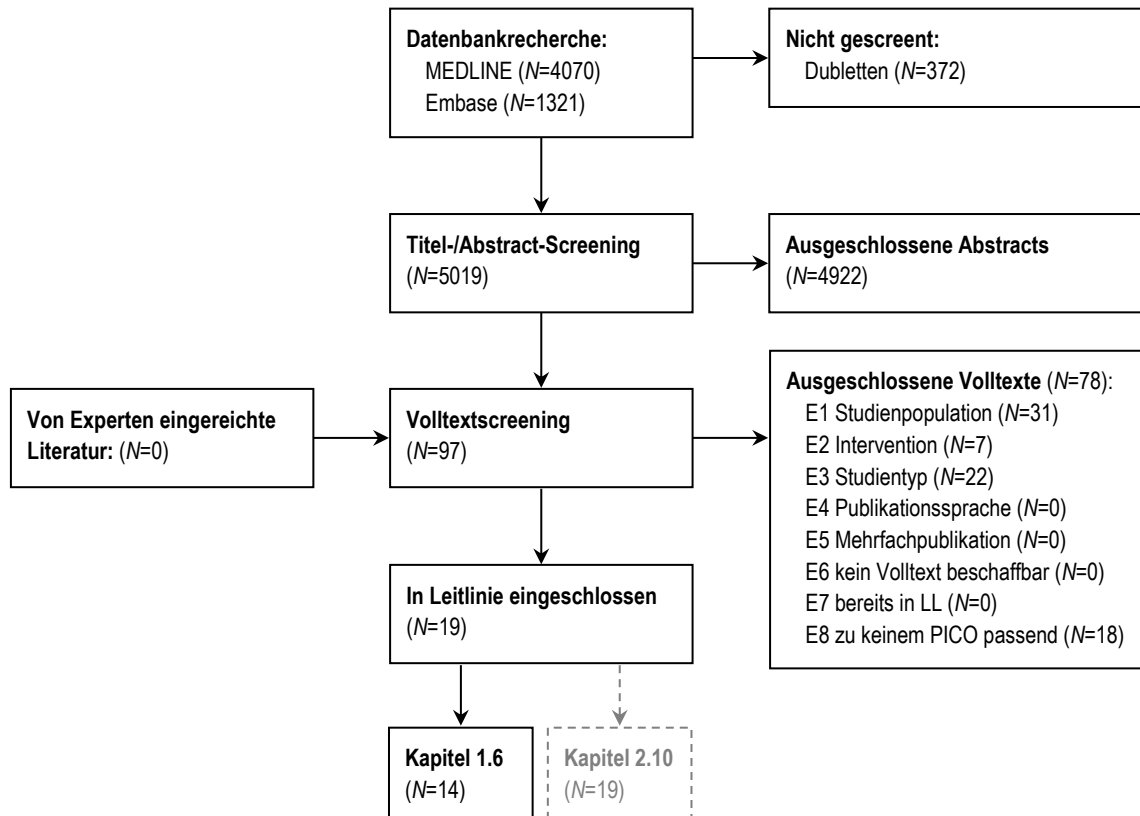 Datenbankrecherche:
MEDLINE (N=4070)
Embase (N=1321)
Nicht gescreent:
Dubletten (N=372)
Titel-/Abstract-Screening
(N=5019)
Ausgeschlossene Abstracts
(N=4922)
Von Experten eingereichte
Literatur: (N=0)
Volltextscreening
(N=97)
Ausgeschlossene Volltexte (N=78):
E1 Studienpopulation (N=31)
E2 Intervention (N=7)
E3 Studientyp (N=22)
E4 Publikationssprache (N=0)
E5 Mehrfachpublikation (N=0)
E6 kein Volltext beschaffbar (N=0)
E7 bereits in LL (N=0)
E8 zu keinem PICO passend (N=18)
In Leitlinie eingeschlossen
(N=19)
Kapitel 1.6
(N=14)
Kapitel 2.10
(N=19)